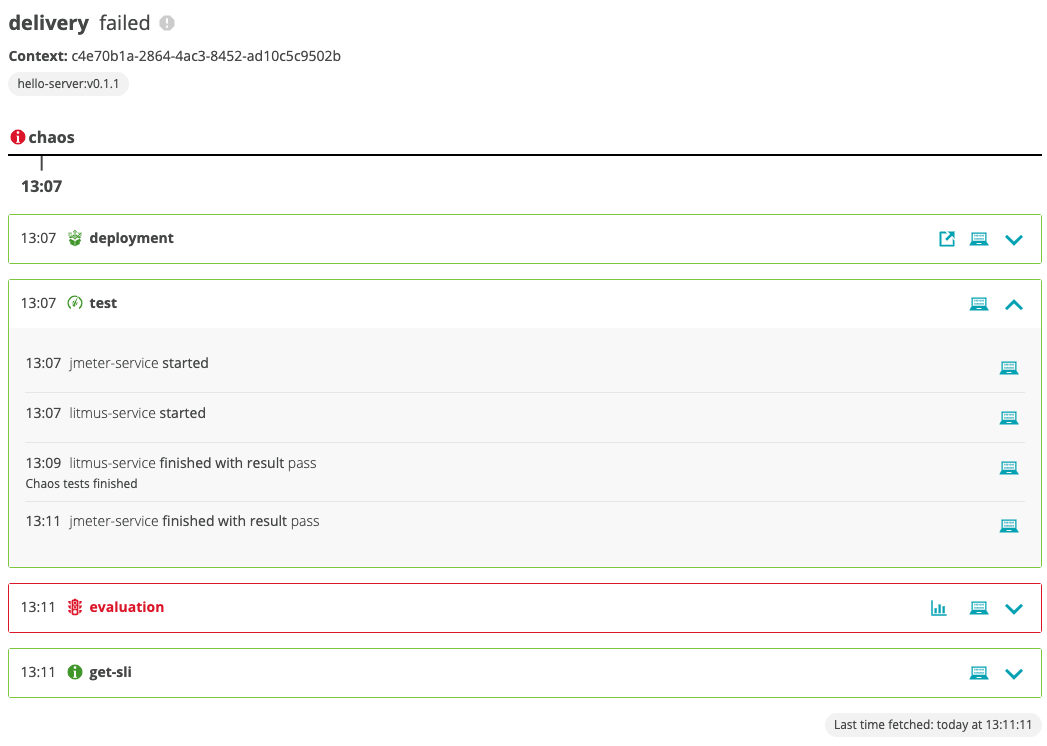 delivery failed
Context: c4e70b1a-2864-4ac3-8452-ad10c5c9502b
hello-server:v0.1.1
chaos
13:07
13:07 deployment
13:07 test
13:07 jmeter-service started
13:07 litmus-service started
13:09 litmus-service finished with result pass
Chaos tests finished
13:11 jmeter-service finished with result pass
13:11 evaluation
13:11 get-sli
Last time fetched: today at 13:11:11